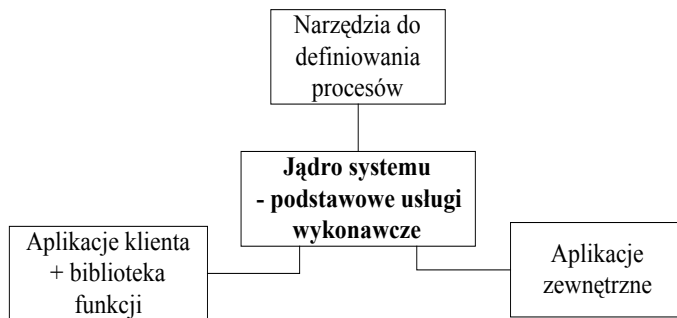 Narzędzia do
definiowania
procesów
Jądro systemu
- podstawowe usługi
wykonawcze
Aplikacje klienta
+ biblioteka
funkcji
Aplikacje
zewnętrzne